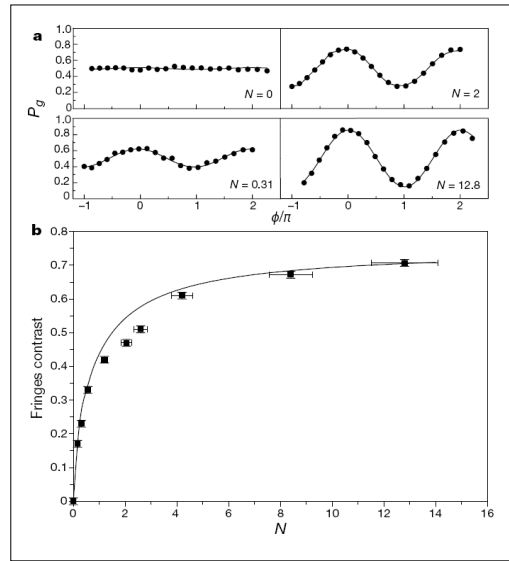 a
1.0
0.8
0.6
0.4
0.2
0.0
N = 0
N = 2
P_g
1.0
0.8
0.6
0.4
0.2
0
N = 0.31
N = 12.8
–1 0 1 2 –1 0 1 2
ϕ/π
b
0.8
0.7
0.6
0.5
0.4
0.3
0.2
0.1
0
Fringes contrast
0 2 4 6 8 10 12 14 16
N